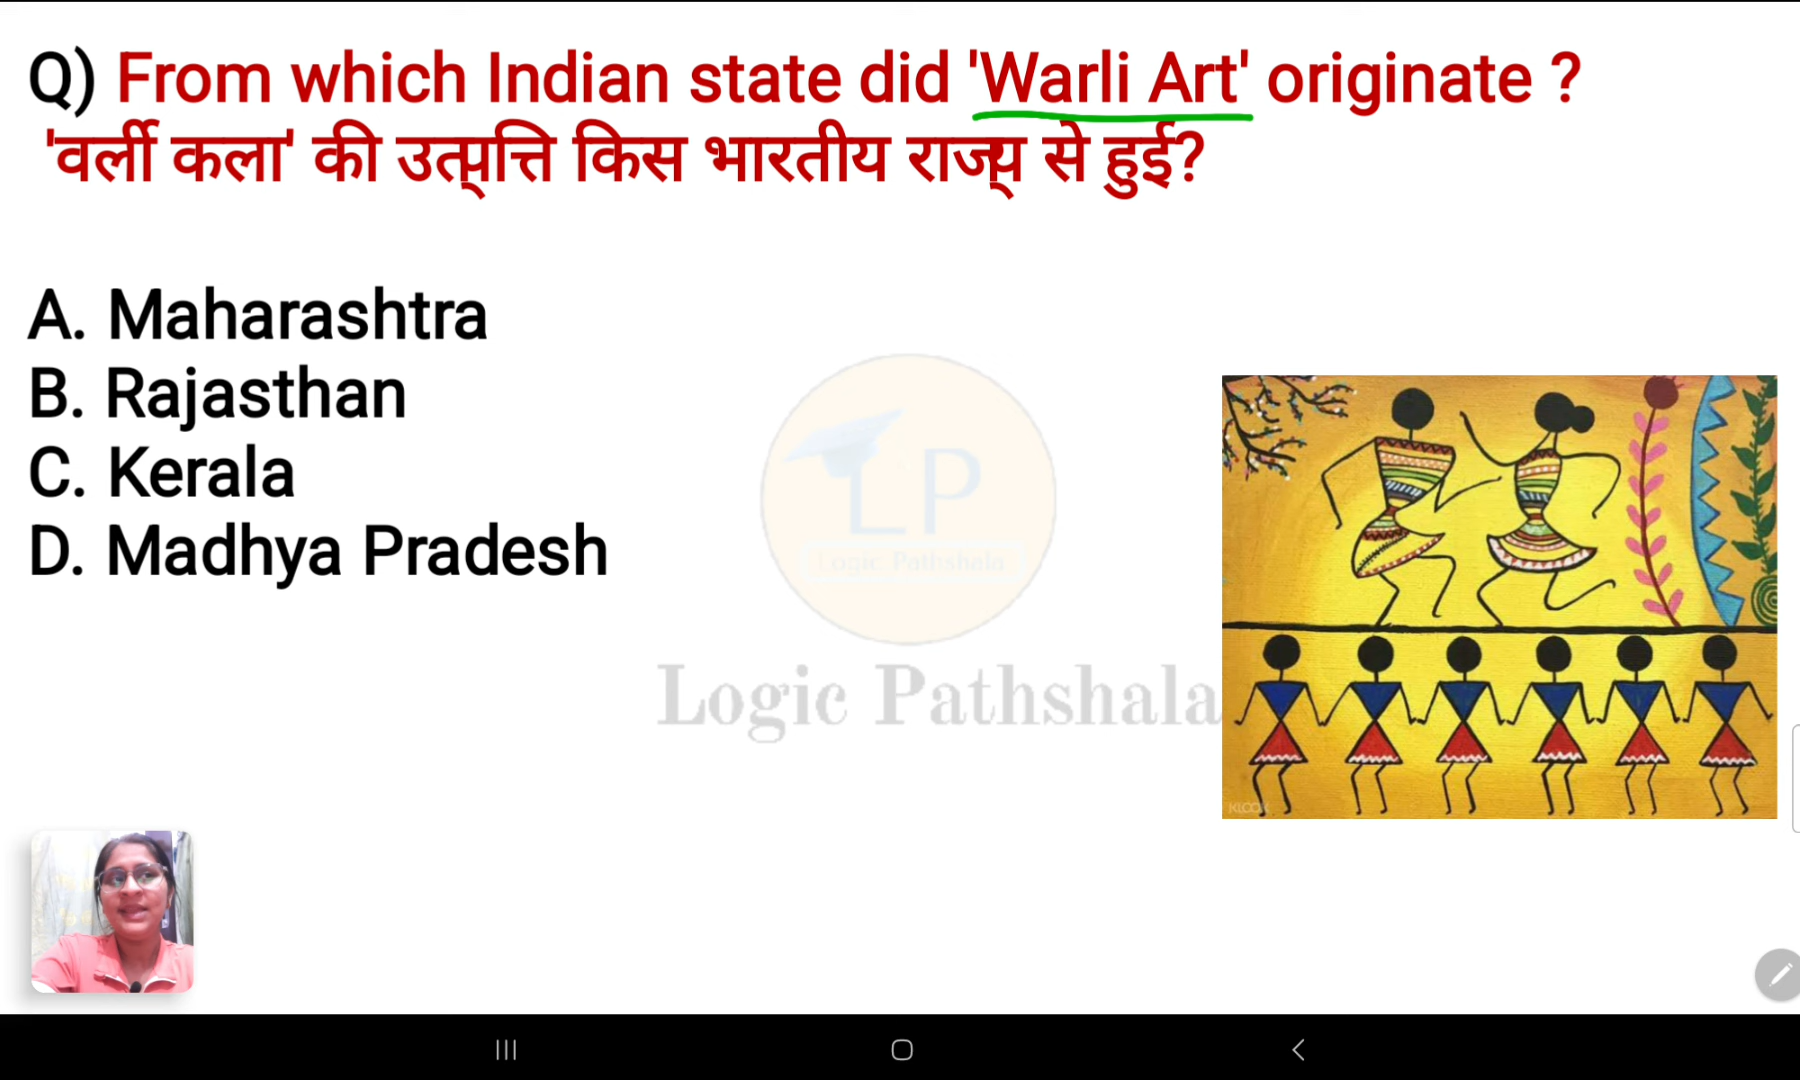 Q) From which Indian state did 'Warli Art' originate ?
'वर्ली कला' की उत्पत्ति किस भारतीय राज्य से हुई?
A. Maharashtra
B. Rajasthan
C. Kerala
D. Madhya Pradesh
LP
Logic Pathshala
Logic Pathshala
KLOOK